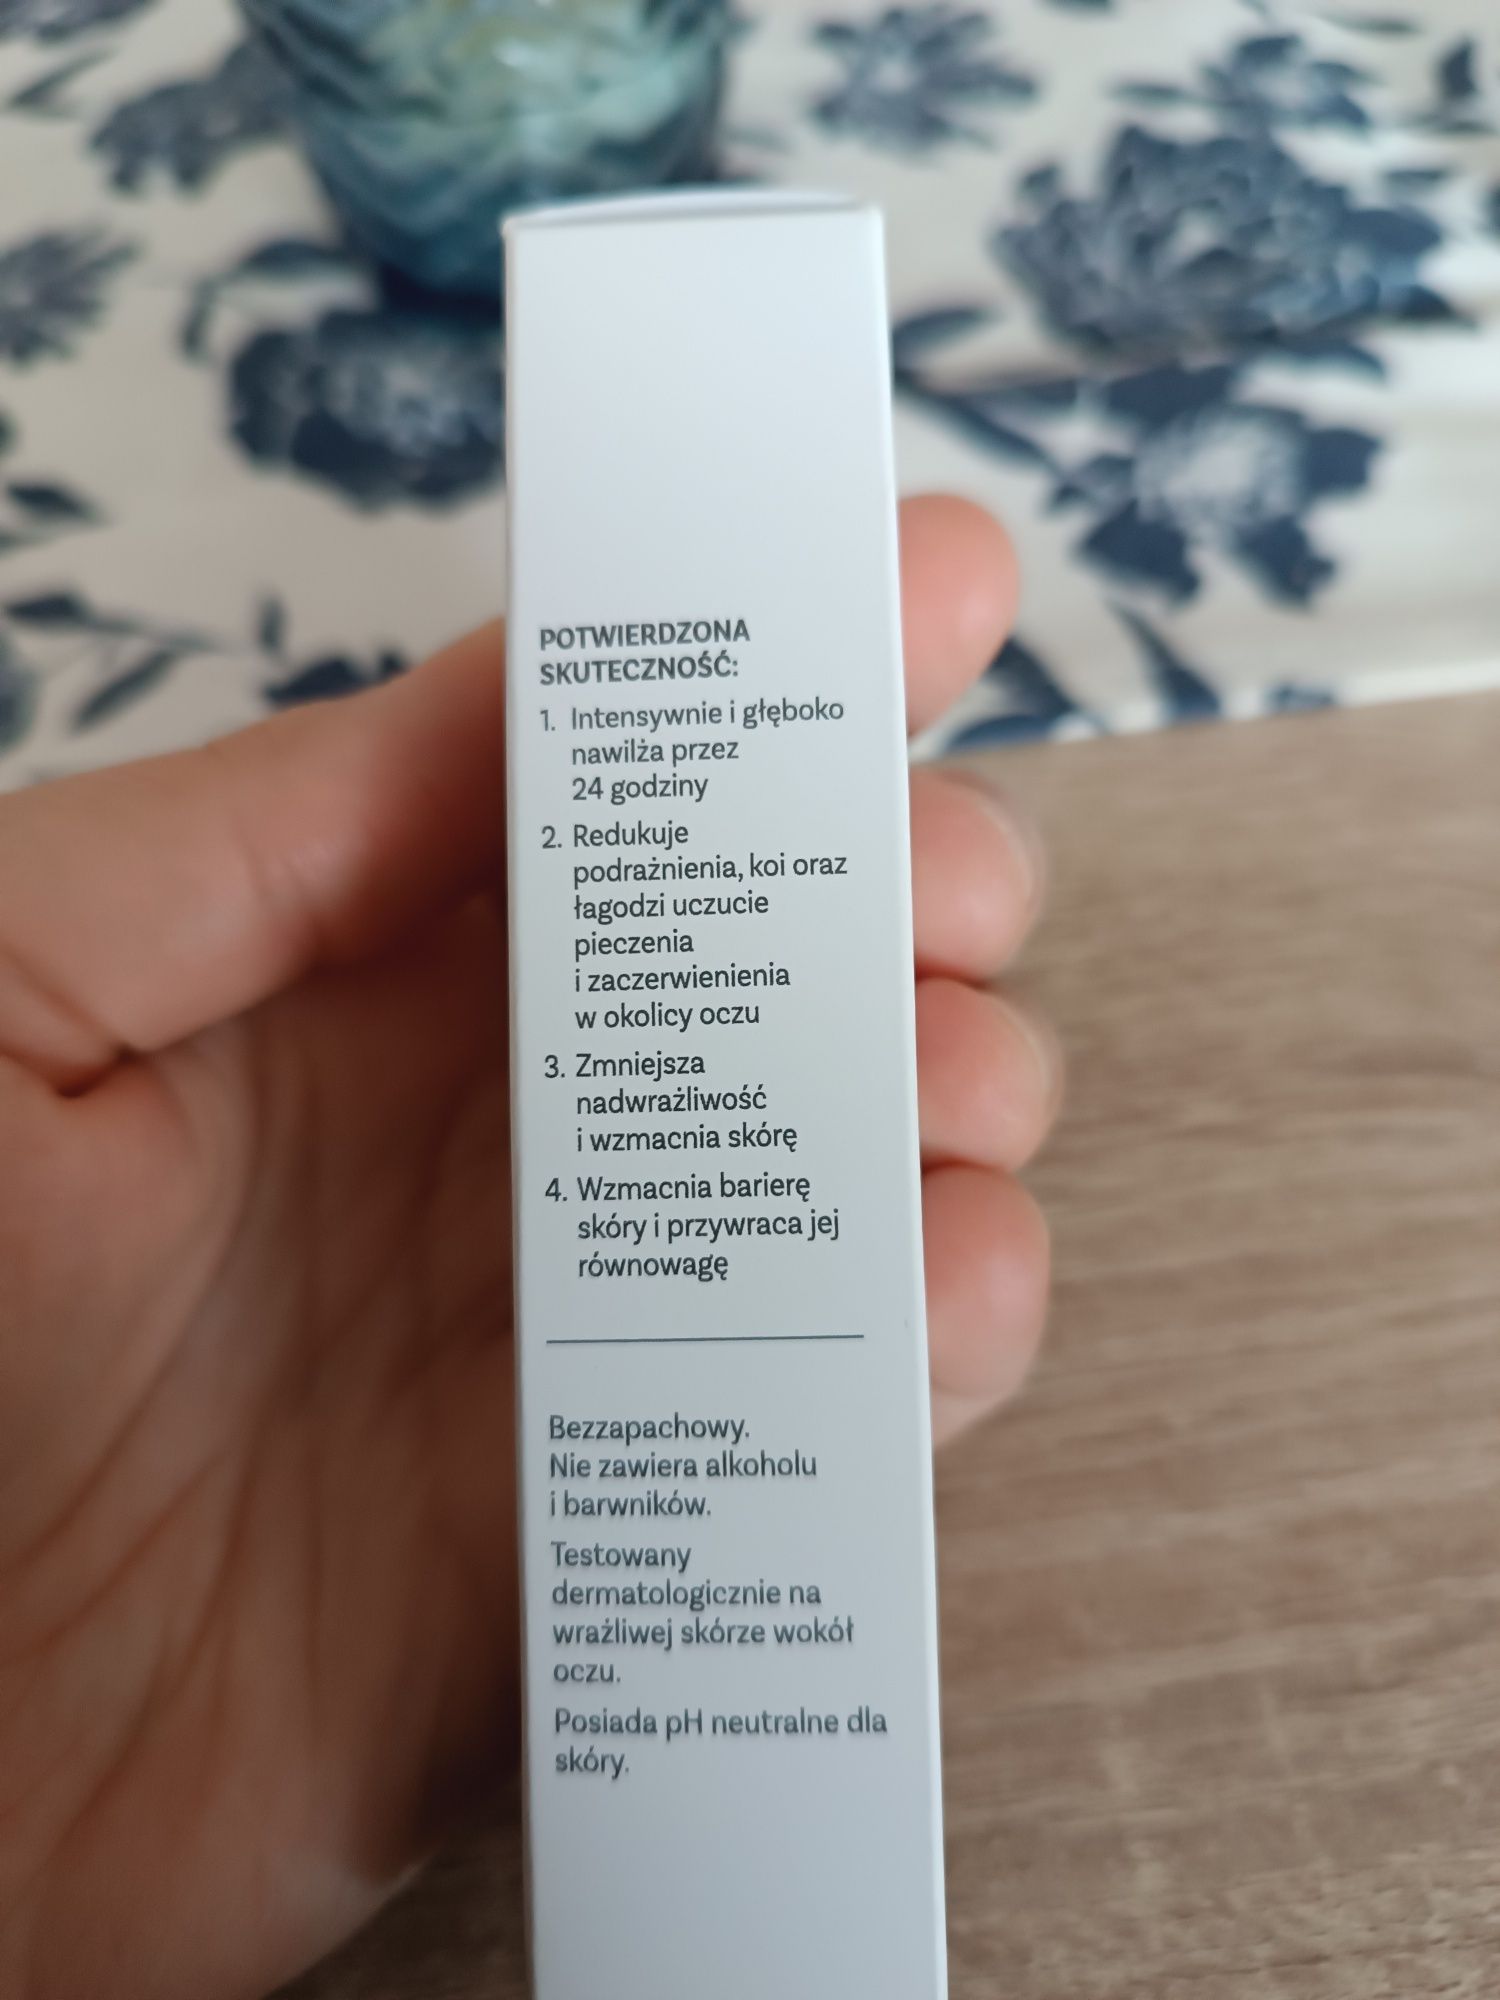 POTWIERDZONA
SKUTECZNOŚĆ:
1. Intensywnie i głęboko
nawilża przez
24 godziny
2. Redukuje
podrażnienia, koi oraz
łagodzi uczucie
pieczenia
i zaczerwienienia
w okolicy oczu
3. Zmniejsza
nadwrażliwość
i wzmacnia skórę
4. Wzmacnia barierę
skóry i przywraca jej
równowagę
Bezzapachowy.
Nie zawiera alkoholu
i barwników.
Testowany
dermatologicznie na
wrażliwej skórze wokół
oczu.
Posiada pH neutralne dla
skóry.